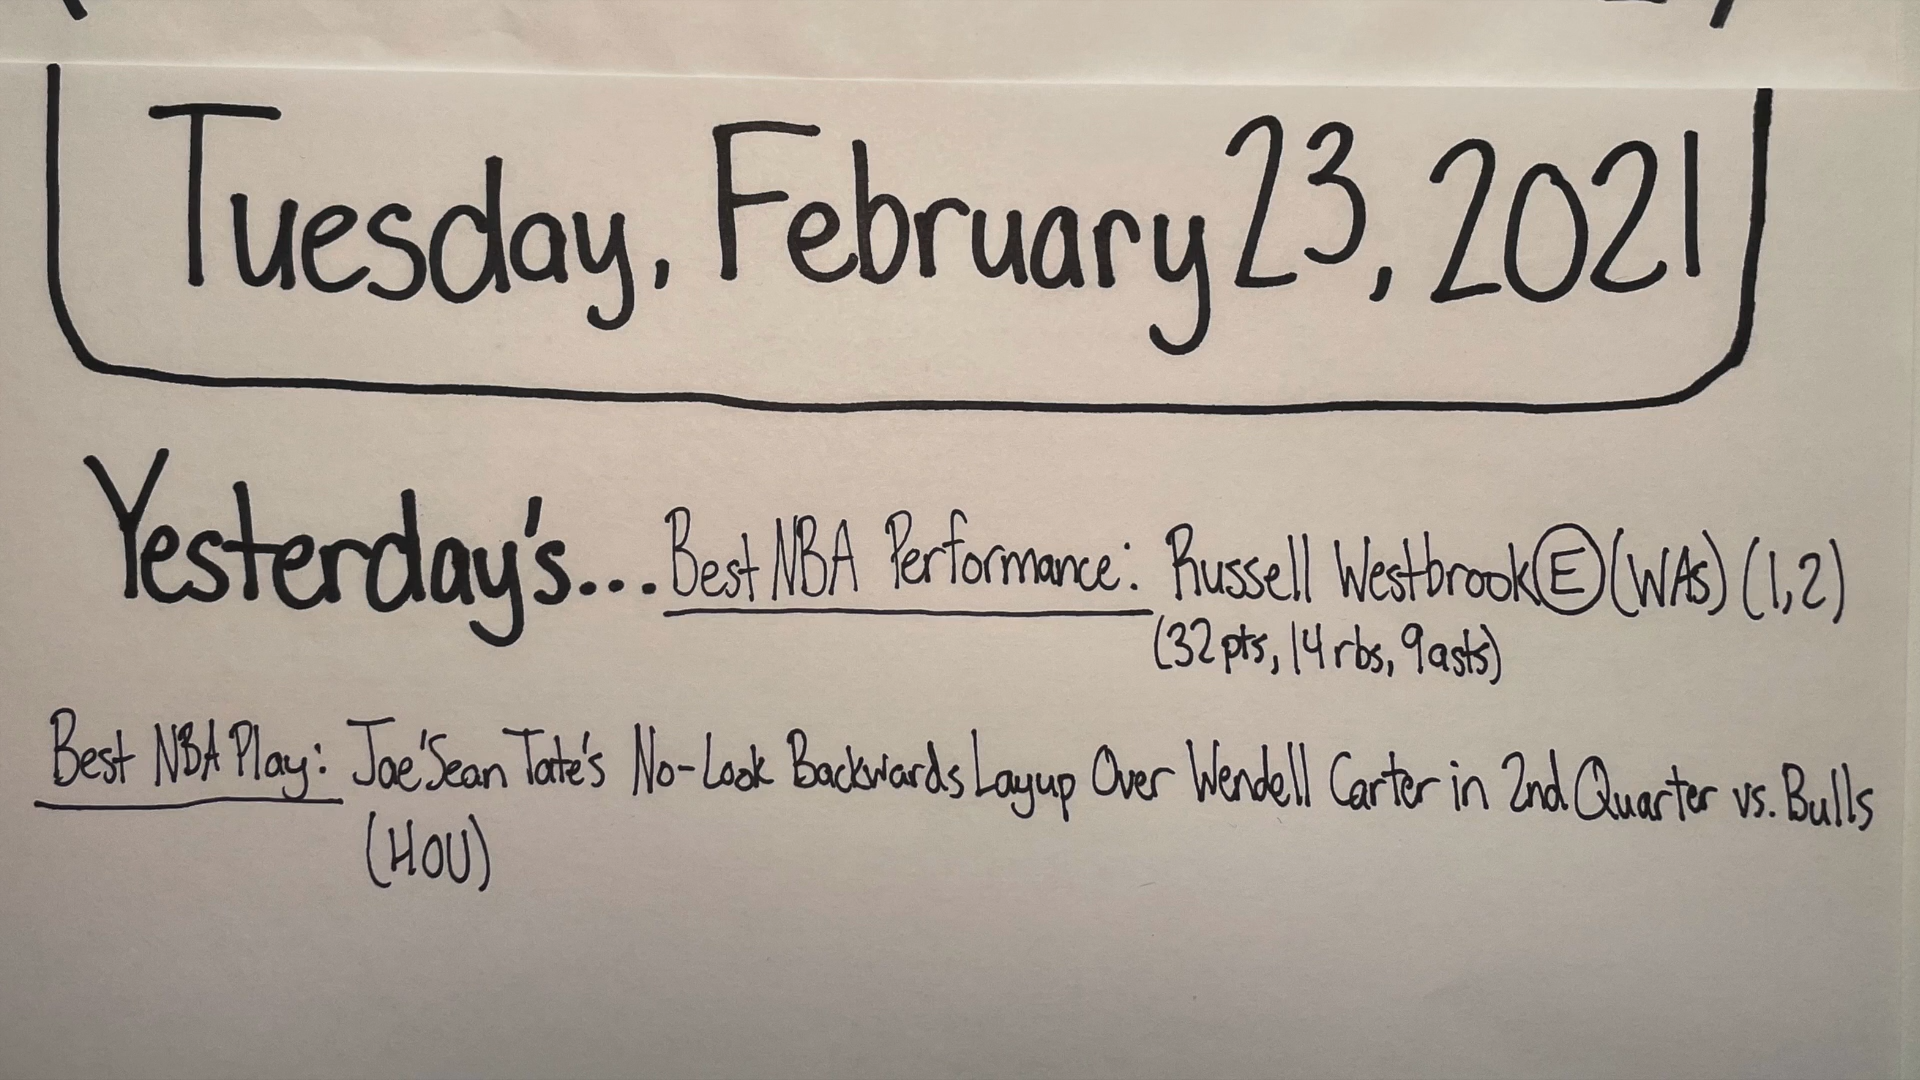 Tuesday, February 23, 2021
Yesterday's... Best NBA Performance: Russell Westbrook Ⓔ (WAS) (1,2)
(32 pts, 14 rbs, 9 asts)
Best NBA Play: Jae'Sean Tate's No-Look Backwards Layup Over Wendell Carter in 2nd Quarter vs. Bulls
(HOU)